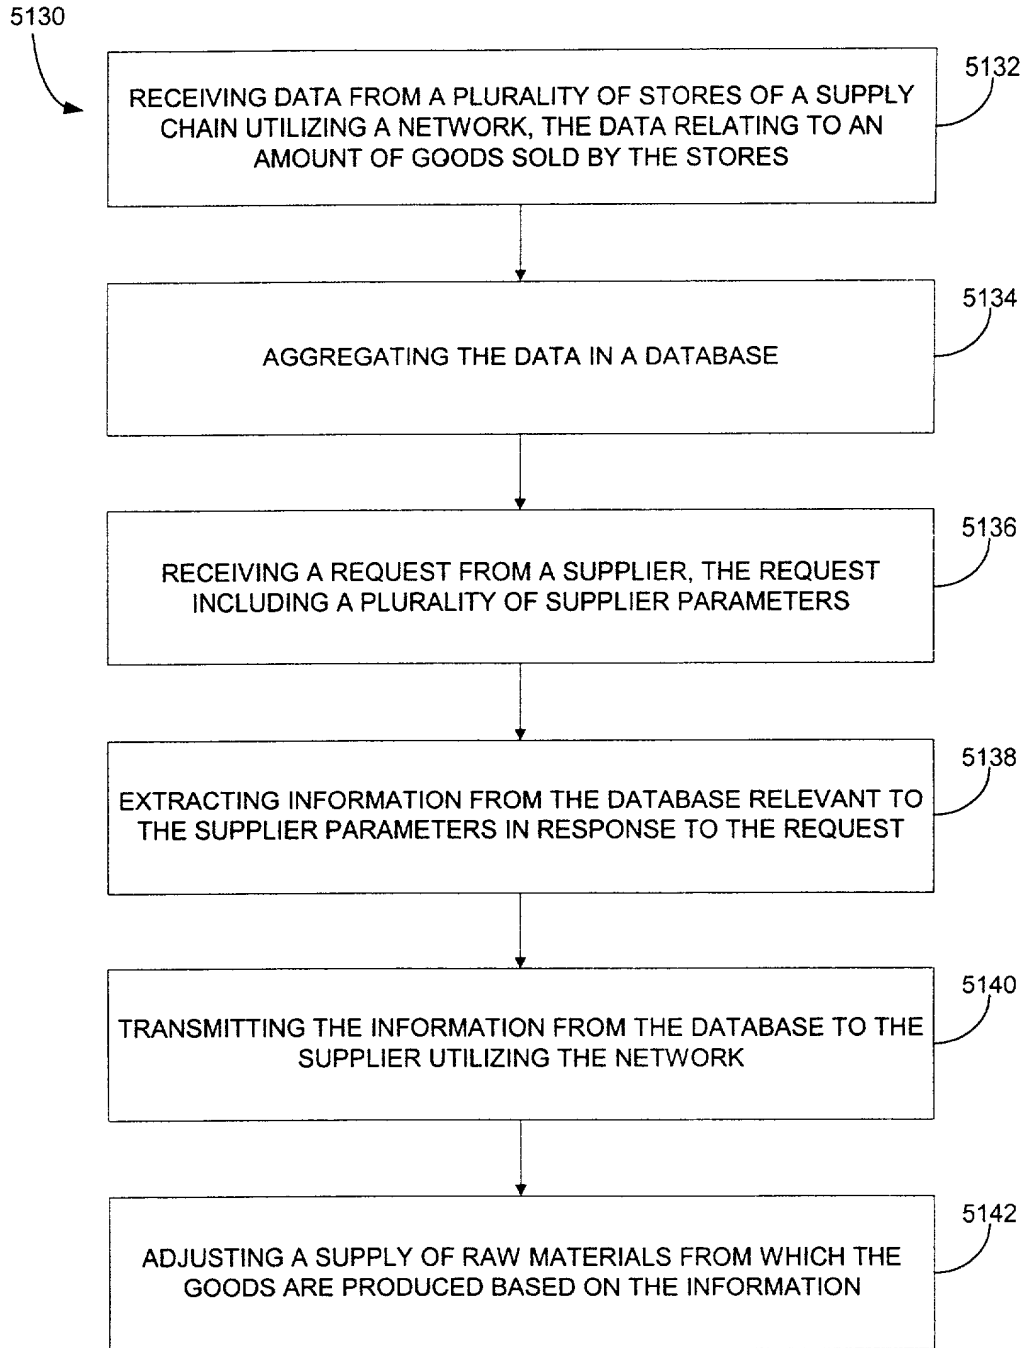 5130
5132
RECEIVING DATA FROM A PLURALITY OF STORES OF A SUPPLY
CHAIN UTILIZING A NETWORK, THE DATA RELATING TO AN
AMOUNT OF GOODS SOLD BY THE STORES
5134
AGGREGATING THE DATA IN A DATABASE
5136
RECEIVING A REQUEST FROM A SUPPLIER, THE REQUEST
INCLUDING A PLURALITY OF SUPPLIER PARAMETERS
5138
EXTRACTING INFORMATION FROM THE DATABASE RELEVANT TO
THE SUPPLIER PARAMETERS IN RESPONSE TO THE REQUEST
5140
TRANSMITTING THE INFORMATION FROM THE DATABASE TO THE
SUPPLIER UTILIZING THE NETWORK
5142
ADJUSTING A SUPPLY OF RAW MATERIALS FROM WHICH THE
GOODS ARE PRODUCED BASED ON THE INFORMATION